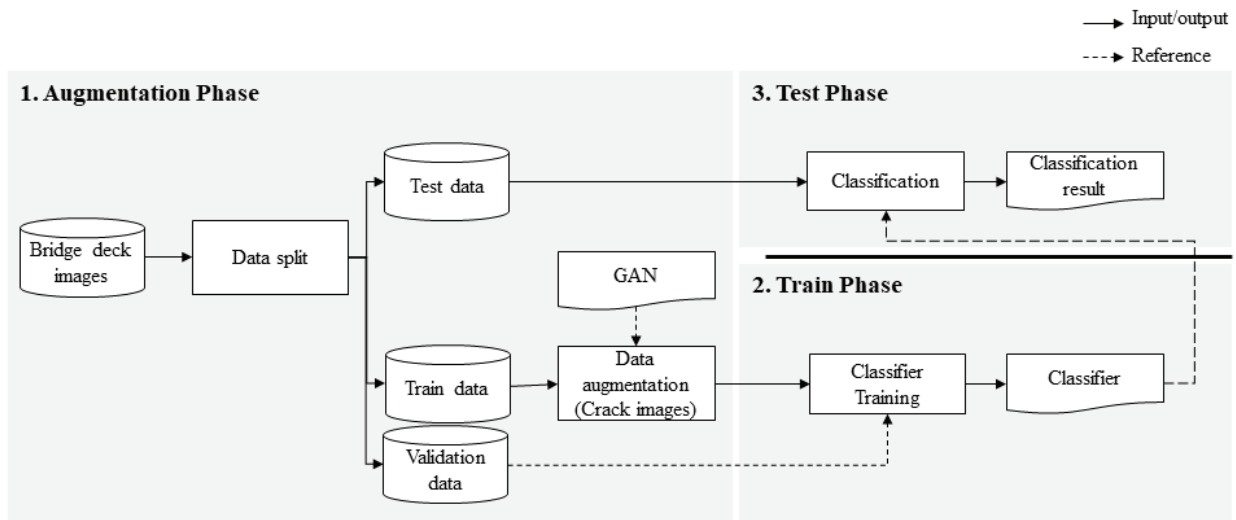 Input/output
Reference
1. Augmentation Phase
3. Test Phase
Test data
Classification
Classification
result
Bridge deck
images
Data split
GAN
2. Train Phase
Train data
Data
augmentation
(Crack images)
Classifier
Training
Classifier
Validation
data